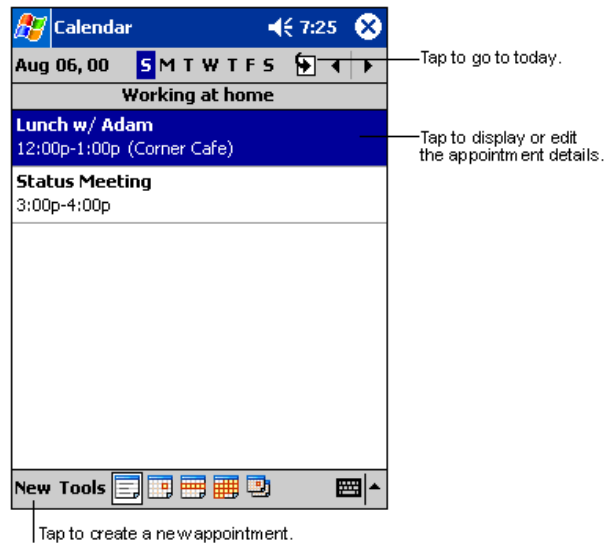 Calendar 7:25
Aug 06, 00 S M T W T F S
Tap to go to today.
Working at home
Lunch w/ Adam
12:00p-1:00p (Corner Cafe)
Tap to display or edit
the appointment details.
Status Meeting
3:00p-4:00p
New Tools
Tap to create a new appointment.